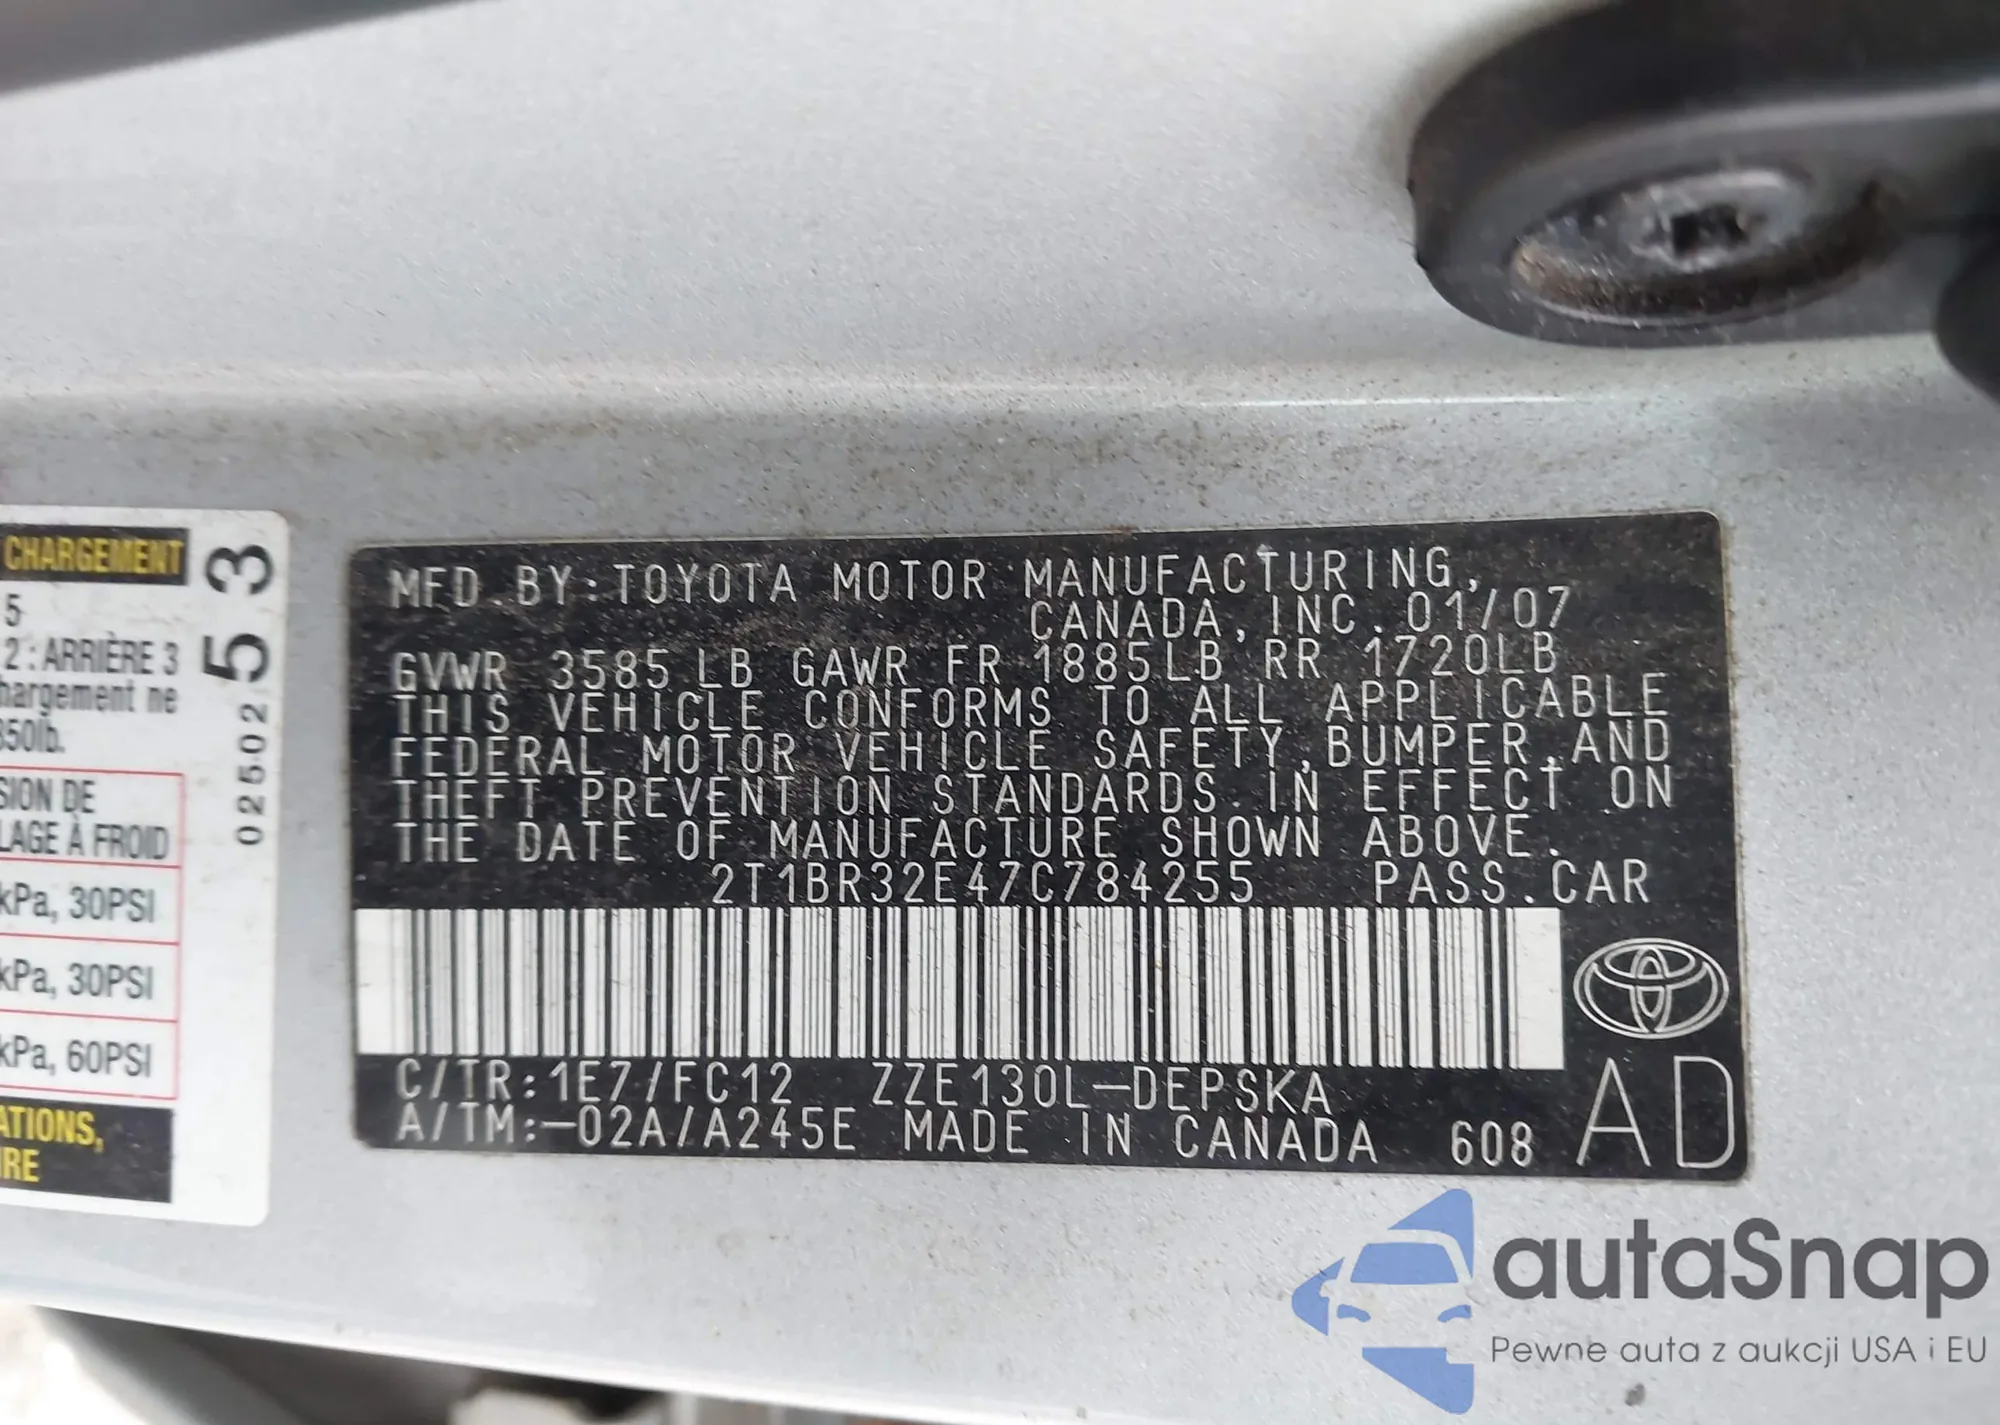 CHARGEMENT
5
2 : ARRIÈRE 3
hargement ne
350lb.
SION DE
LAGE À FROID
kPa, 30PSI
kPa, 30PSI
kPa, 60PSI
ATIONS,
IRE
02502 53
MFD. BY: TOYOTA MOTOR MANUFACTURING,
CANADA, INC. 01/07
GVWR 3585 LB GAWR FR 1885LB RR 1720LB
THIS VEHICLE CONFORMS TO ALL APPLICABLE
FEDERAL MOTOR VEHICLE SAFETY, BUMPER, AND
THEFT PREVENTION STANDARDS IN EFFECT ON
THE DATE OF MANUFACTURE SHOWN ABOVE.
2T1BR32E47C784255 PASS. CAR
C/TR: 1E7/FC12 ZZE130L-DEPSKA
A/TM: -02A/A245E MADE IN CANADA 608
AD
autaSnap
Pewne auta z aukcji USA i EU